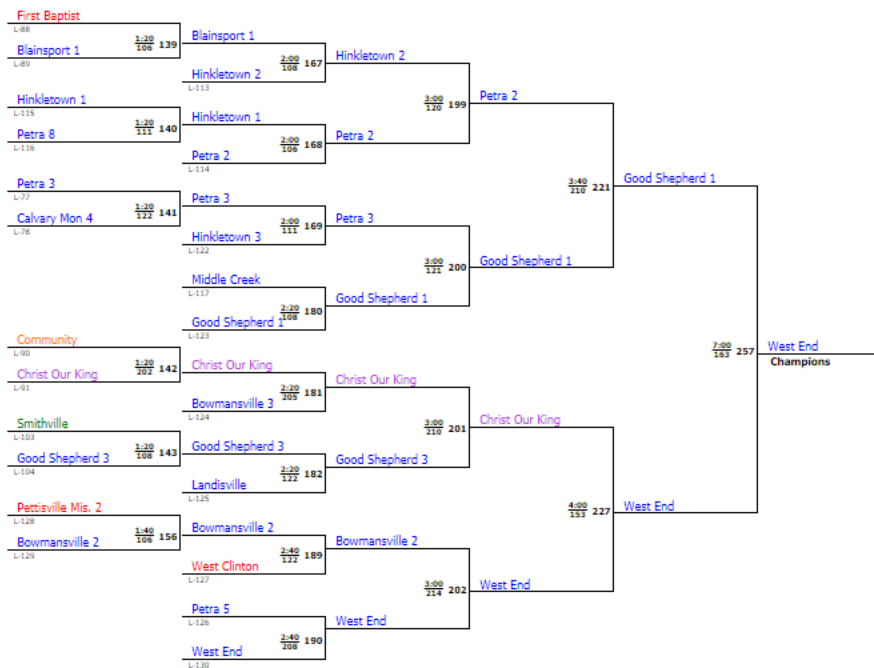 First Baptist
L-88
1:20
106 139
Blainsport 1
L-89
Blainsport 1
2:00
108 167
Hinkletown 2
L-113
Hinkletown 2
3:00
120 199
Petra 2
Hinkletown 1
L-115
1:20
111 140
Petra 8
L-116
Hinkletown 1
2:00
106 168
Petra 2
L-114
Petra 2
3:40
210 221
Good Shepherd 1
Petra 3
L-77
1:20
122 141
Calvary Mon 4
L-78
Petra 3
2:00
111 169
Hinkletown 3
L-122
Petra 3
3:00
121 200
Good Shepherd 1
Middle Creek
L-117
2:20
108 180
Good Shepherd 1
L-123
Good Shepherd 1
7:00
163 257
West End
Champions
Community
L-90
1:20
202 142
Christ Our King
L-91
Christ Our King
2:20
205 181
Bowmansville 3
L-124
Christ Our King
3:00
210 201
Christ Our King
Smithville
L-103
1:20
108 143
Good Shepherd 3
L-104
Good Shepherd 3
2:20
122 182
Landisville
L-125
Good Shepherd 3
4:00
153 227
West End
Pettisville Mis. 2
L-128
1:40
106 156
Bowmansville 2
L-129
Bowmansville 2
2:40
122 189
West Clinton
L-127
Bowmansville 2
3:00
214 202
West End
Petra 5
L-126
2:40
208 190
West End
L-130
West End